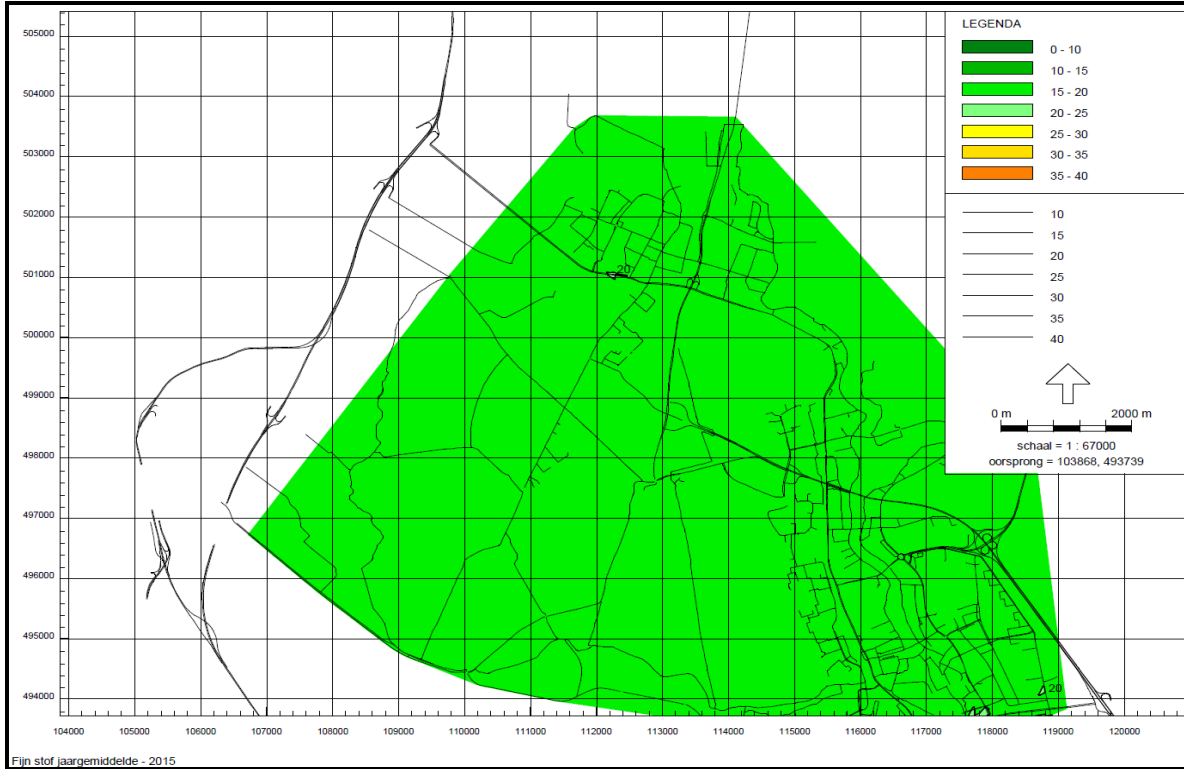 505000
504000
503000
502000
501000
500000
499000
498000
497000
496000
495000
494000
104000 105000 106000 107000 108000 109000 110000 111000 112000 113000 114000 115000 116000 117000 118000 119000 120000
20
20
LEGENDA
0 - 10
10 - 15
15 - 20
20 - 25
25 - 30
30 - 35
35 - 40
10
15
20
25
30
35
40
0 m 2000 m
schaal = 1 : 67000
oorsprong = 103868, 493739
Fijn stof jaargemiddelde - 2015